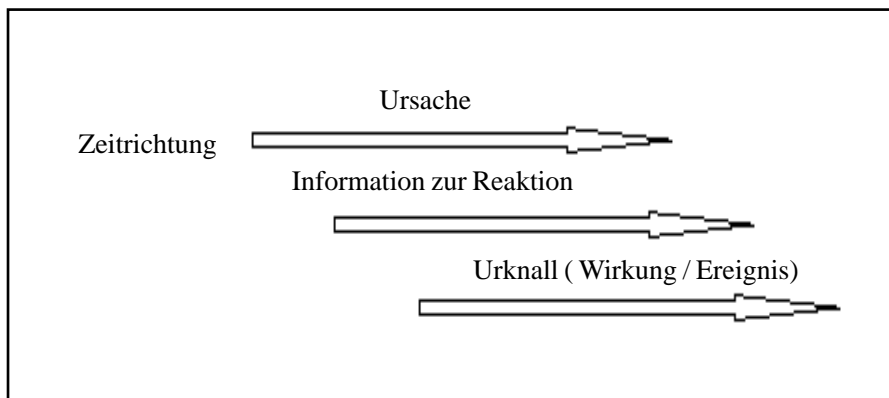 Ursache
Zeitrichtung
Information zur Reaktion
Urknall ( Wirkung / Ereignis)